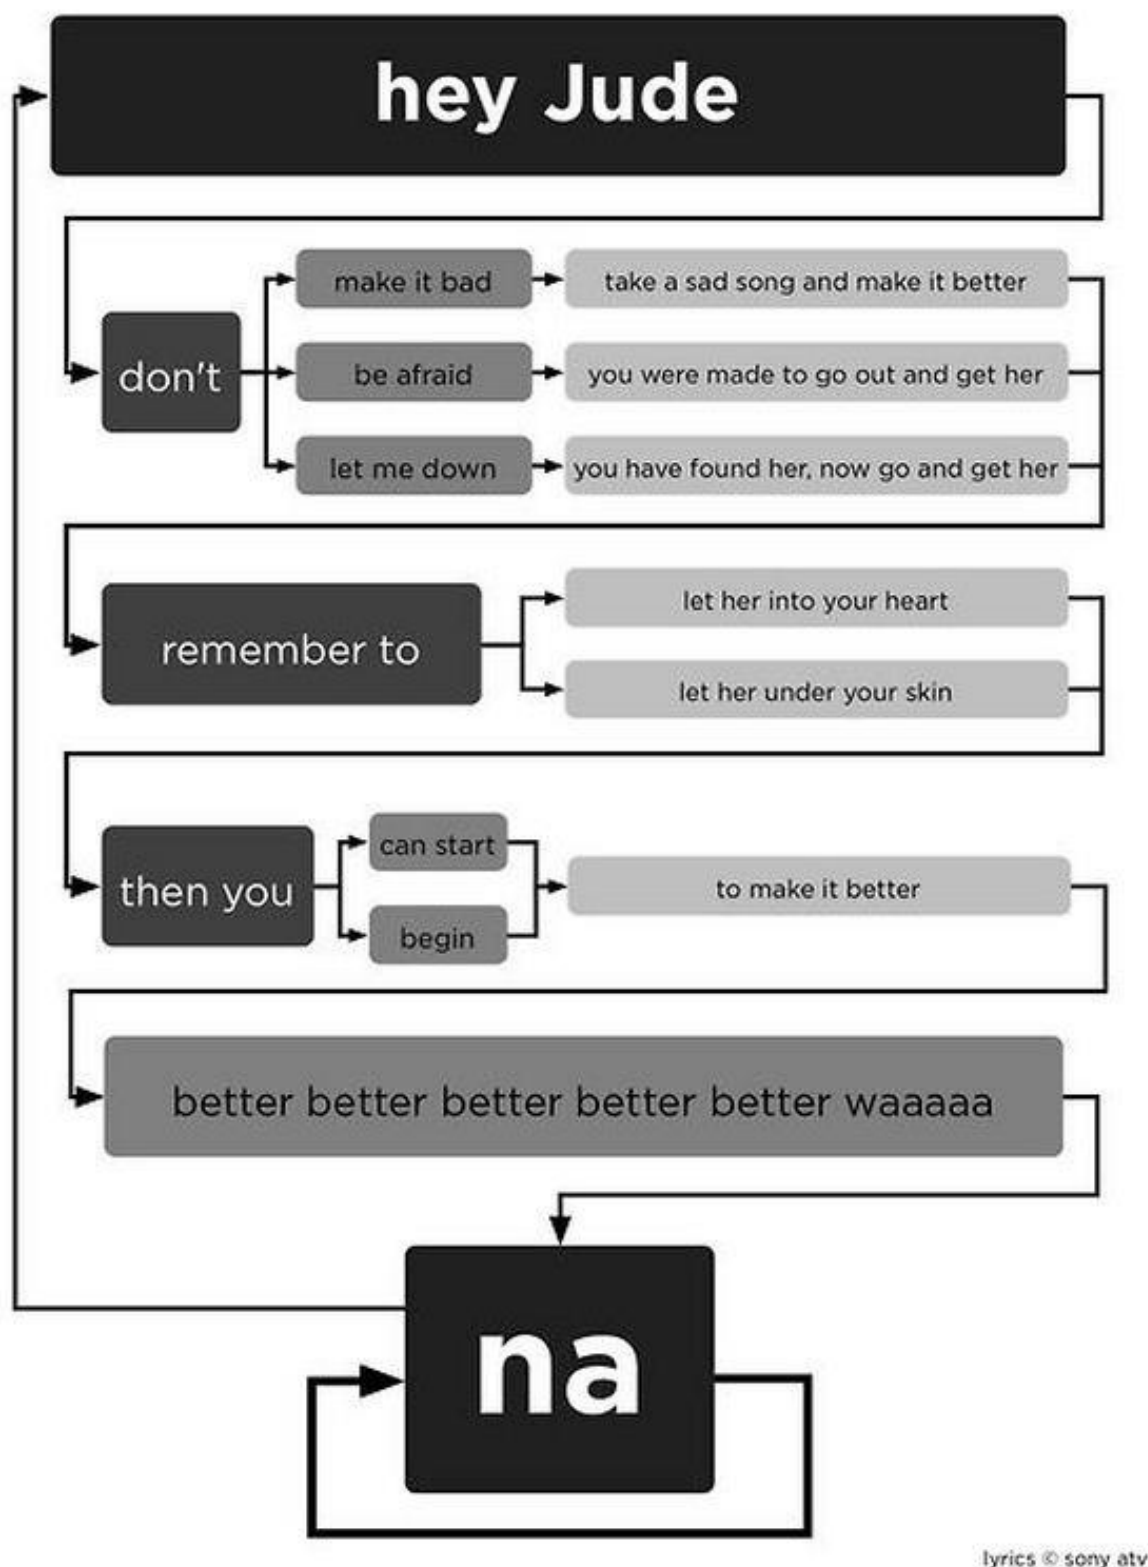 hey Jude
don't
make it bad
take a sad song and make it better
be afraid
you were made to go out and get her
let me down
you have found her, now go and get her
remember to
let her into your heart
let her under your skin
then you
can start
begin
to make it better
better better better better better waaaaa
na
lyrics © sony atv